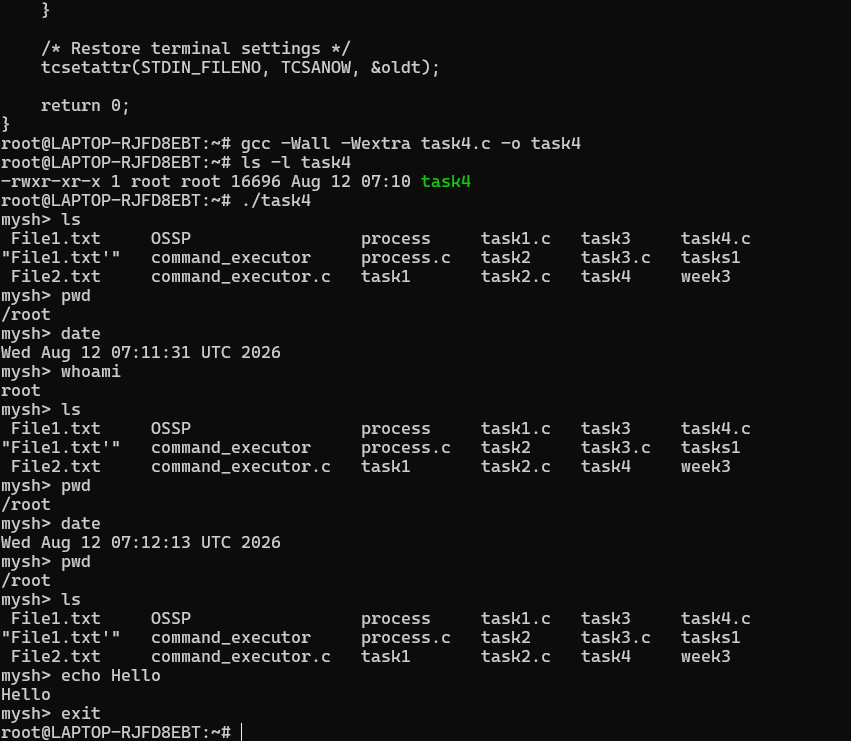 }

    /* Restore terminal settings */
    tcsetattr(STDIN_FILENO, TCSANOW, &oldt);

    return 0;
}
root@LAPTOP-RJFD8EBT:~# gcc -Wall -Wextra task4.c -o task4
root@LAPTOP-RJFD8EBT:~# ls -l task4
-rwxr-xr-x 1 root root 16696 Aug 12 07:10 task4
root@LAPTOP-RJFD8EBT:~# ./task4
mysh> ls
 File1.txt     OSSP                 process     task1.c   task3     task4.c
"File1.txt'"   command_executor     process.c   task2     task3.c   tasks1
 File2.txt     command_executor.c   task1       task2.c   task4     week3
mysh> pwd
/root
mysh> date
Wed Aug 12 07:11:31 UTC 2026
mysh> whoami
root
mysh> ls
 File1.txt     OSSP                 process     task1.c   task3     task4.c
"File1.txt'"   command_executor     process.c   task2     task3.c   tasks1
 File2.txt     command_executor.c   task1       task2.c   task4     week3
mysh> pwd
/root
mysh> date
Wed Aug 12 07:12:13 UTC 2026
mysh> pwd
/root
mysh> ls
 File1.txt     OSSP                 process     task1.c   task3     task4.c
"File1.txt'"   command_executor     process.c   task2     task3.c   tasks1
 File2.txt     command_executor.c   task1       task2.c   task4     week3
mysh> echo Hello
Hello
mysh> exit
root@LAPTOP-RJFD8EBT:~#